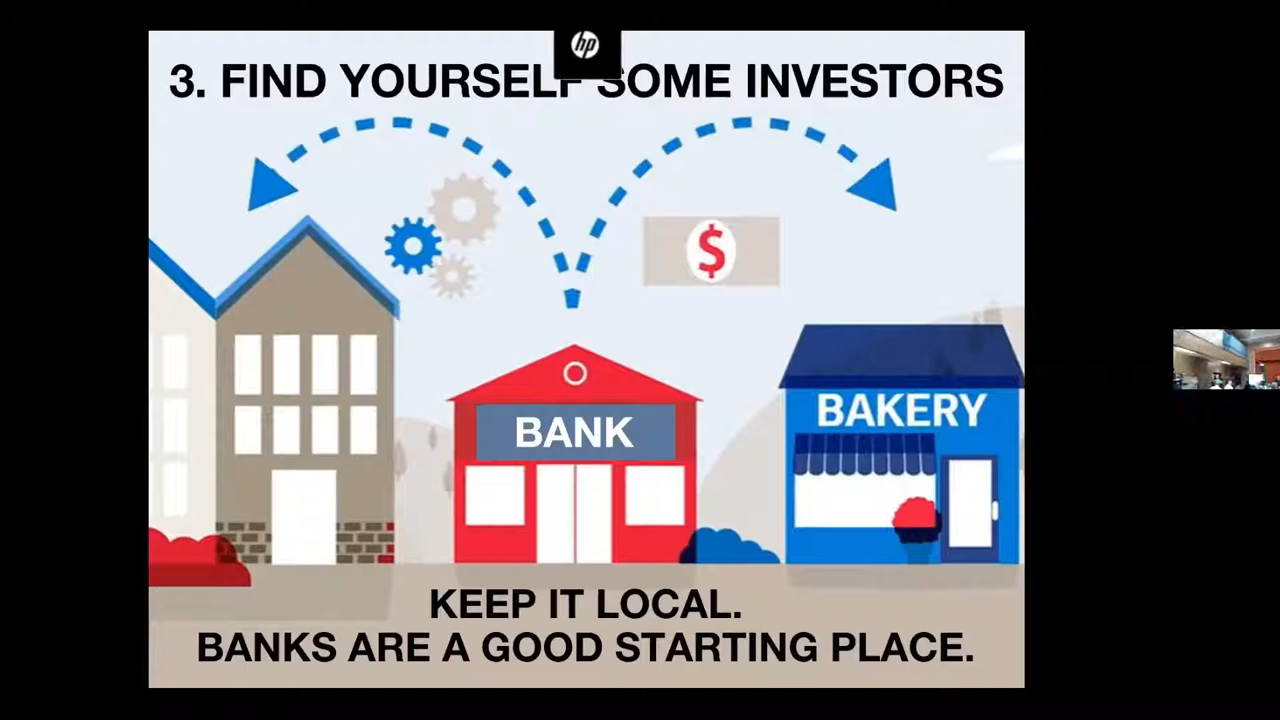 hp
3. FIND YOURSELF SOME INVESTORS
$
BANK
BAKERY
KEEP IT LOCAL.
BANKS ARE A GOOD STARTING PLACE.